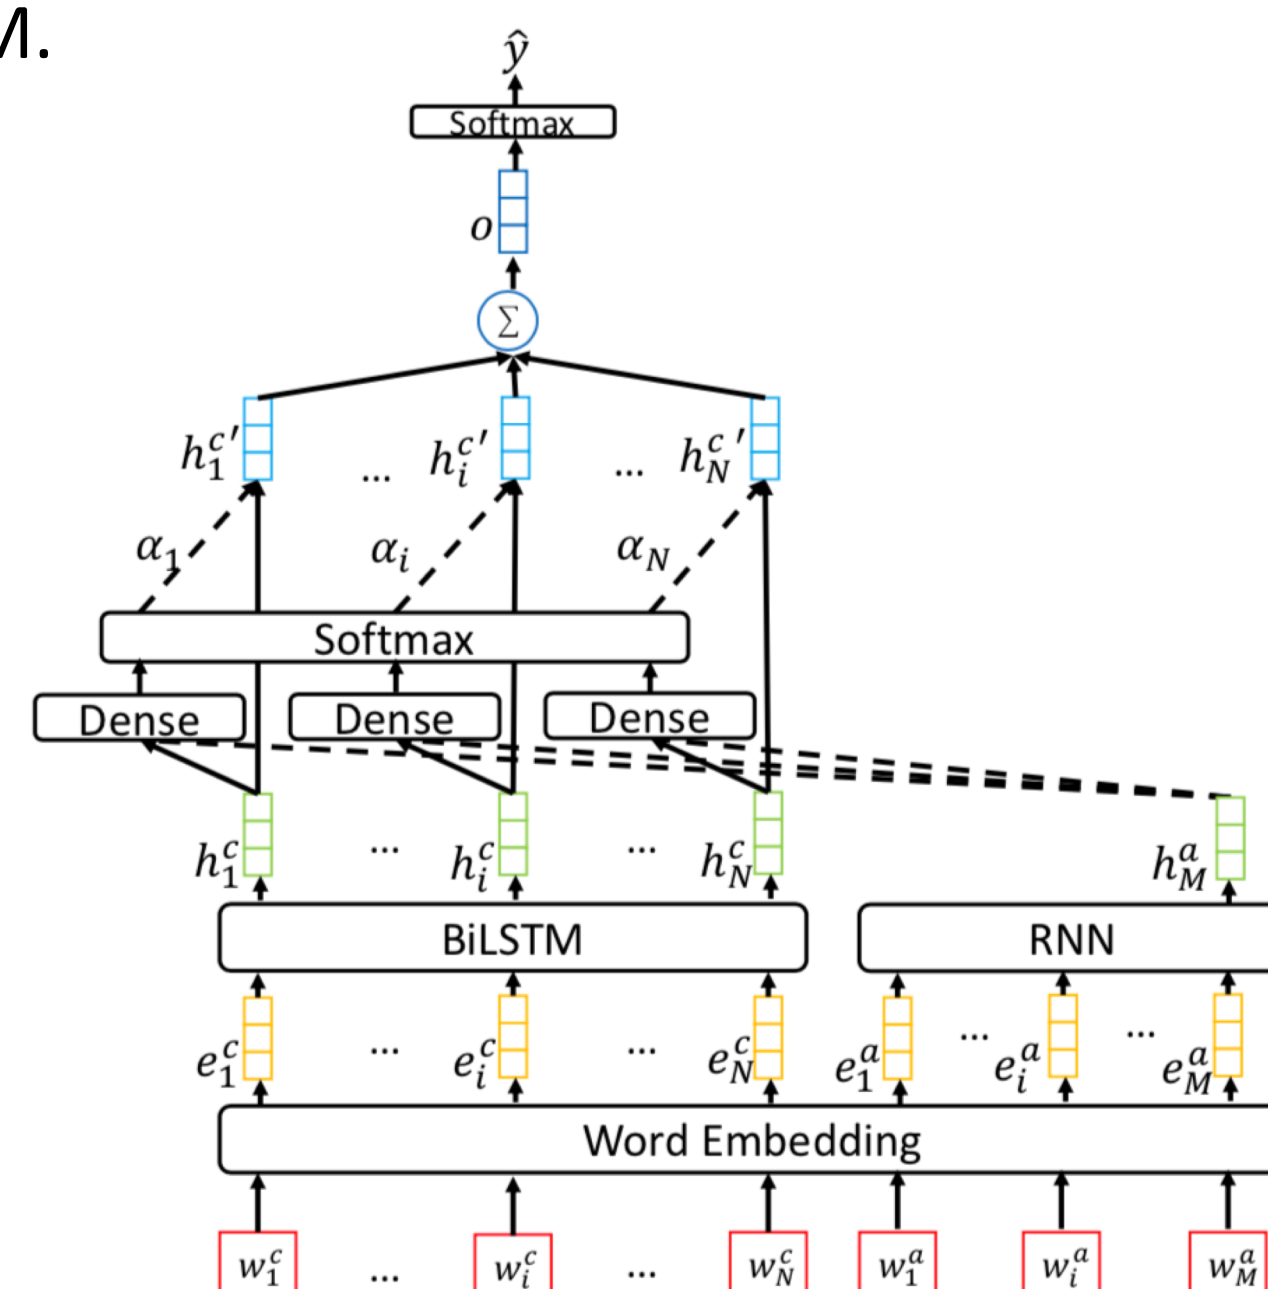 M.
ŷ
Softmax
o
∑
h₁ᶜ′ ... hᵢᶜ′ ... h_Nᶜ′
α₁ αᵢ α_N
Softmax
Dense Dense Dense
h₁ᶜ ... hᵢᶜ ... h_Nᶜ h_Mᵃ
BiLSTM RNN
e₁ᶜ ... eᵢᶜ ... e_Nᶜ e₁ᵃ ... eᵢᵃ ... e_Mᵃ
Word Embedding
w₁ᶜ ... wᵢᶜ ... w_Nᶜ w₁ᵃ wᵢᵃ w_Mᵃ